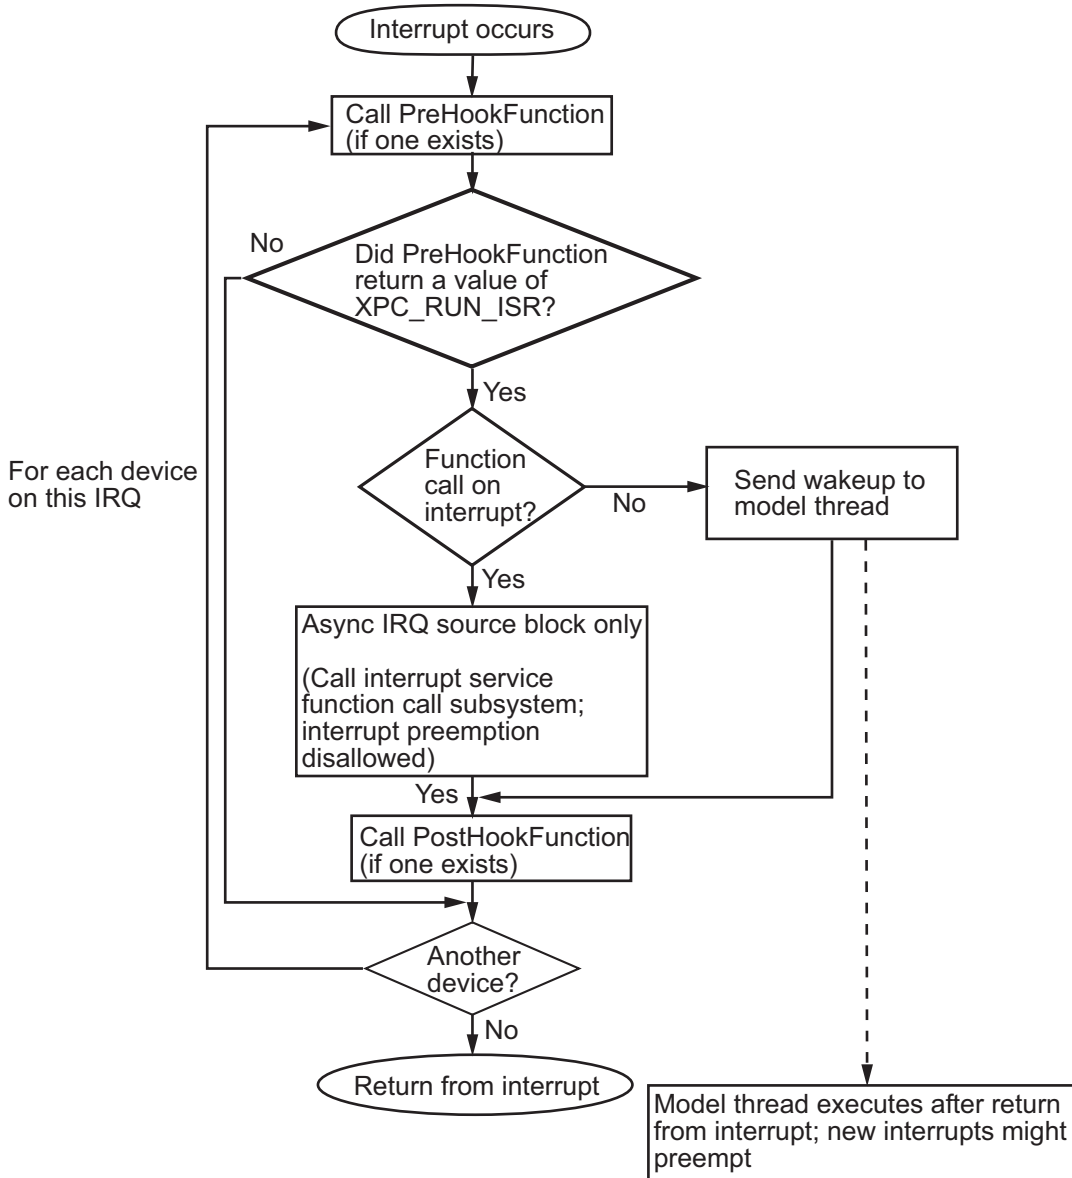 Interrupt occurs
Call PreHookFunction
(if one exists)
No
Did PreHookFunction
return a value of
XPC_RUN_ISR?
Yes
For each device
on this IRQ
Function
call on
interrupt?
No
Send wakeup to
model thread
Yes
Async IRQ source block only
(Call interrupt service
function call subsystem;
interrupt preemption
disallowed)
Yes
Call PostHookFunction
(if one exists)
Another
device?
No
Return from interrupt
Model thread executes after return
from interrupt; new interrupts might
preempt